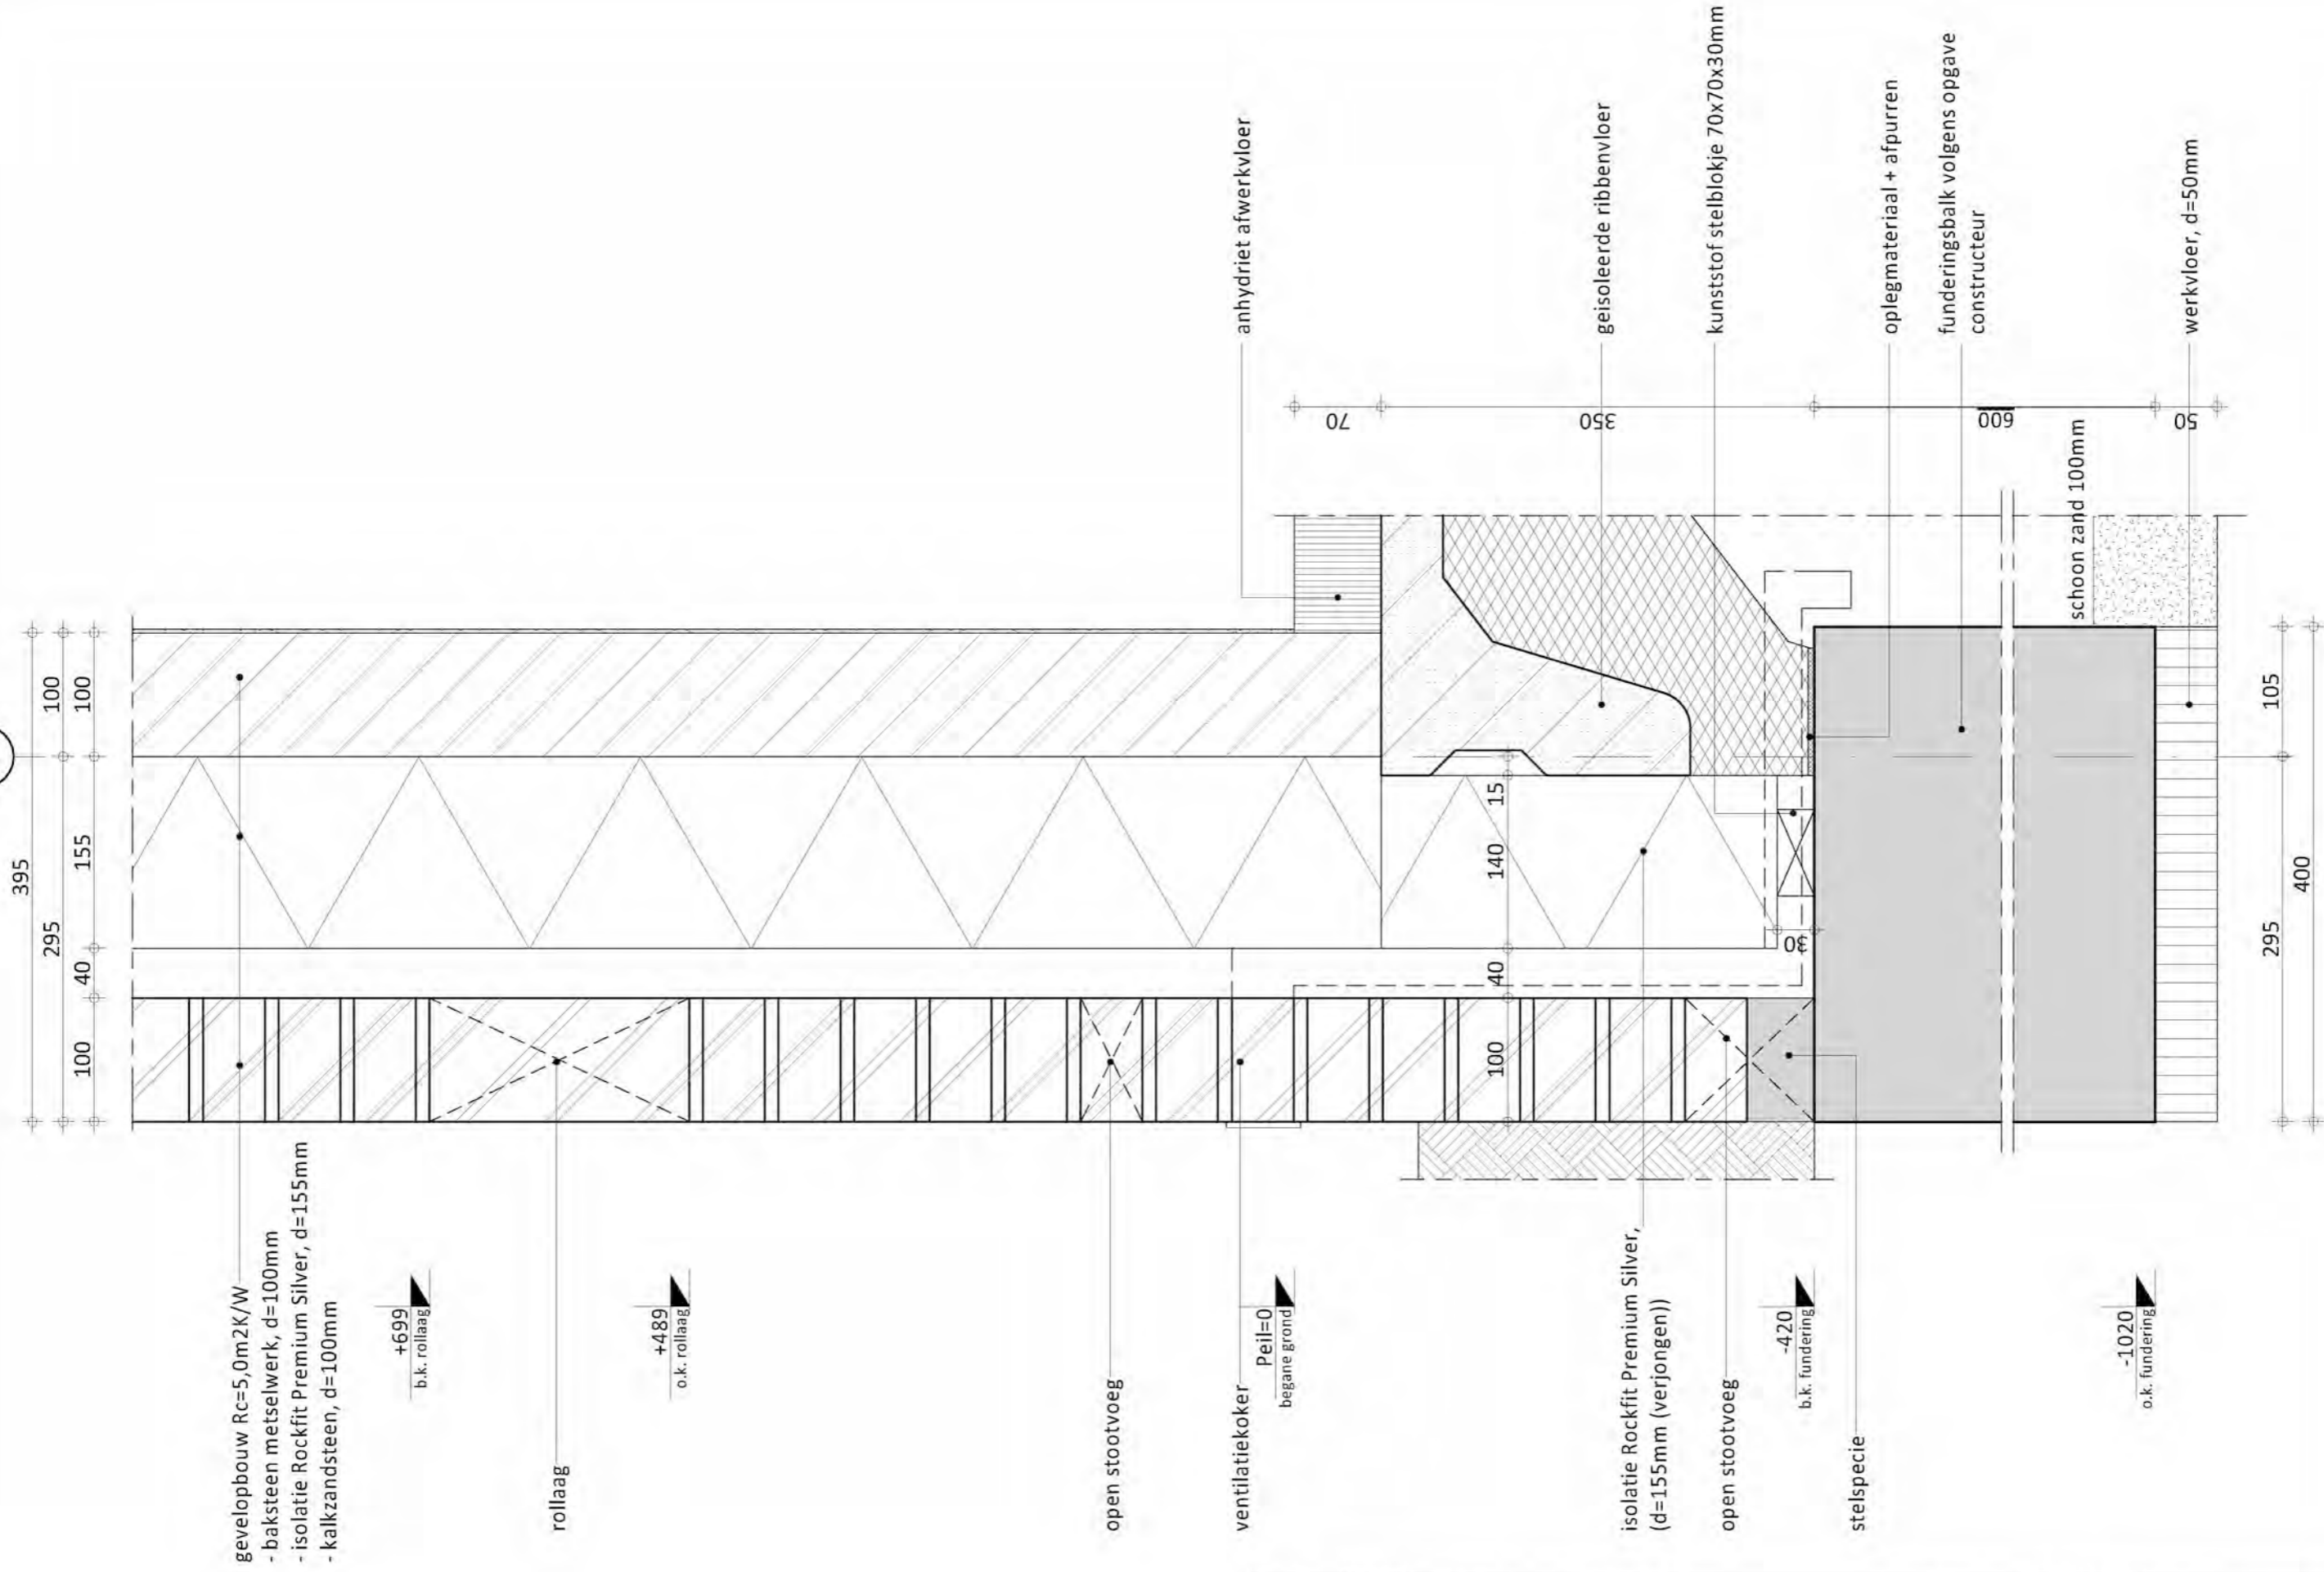 395
100
295
100
155
40
100
gevelopbouw Rc=5,0m2K/W
- baksteen metselwerk, d=100mm
- isolatie Rockfit Premium Silver, d=155mm
- kalkzandsteen, d=100mm
+699
b.k. rollaag
rollaag
+489
o.k. rollaag
open stootvoeg
ventilatiekoker
Peil=0
begane grond
anhydriet afwerkvloer
70
350
600
50
geisoleerde ribbenvloer
kunststof stelblokje 70x70x30mm
oplegmateriaal + afpurren
funderingsbalk volgens opgave
constructeur
werkvloer, d=50mm
schoon zand 100mm
15
140
40
100
30
isolatie Rockfit Premium Silver,
(d=155mm (verjongen))
open stootvoeg
-420
b.k. fundering
stelspecie
-1020
o.k. fundering
105
295
400